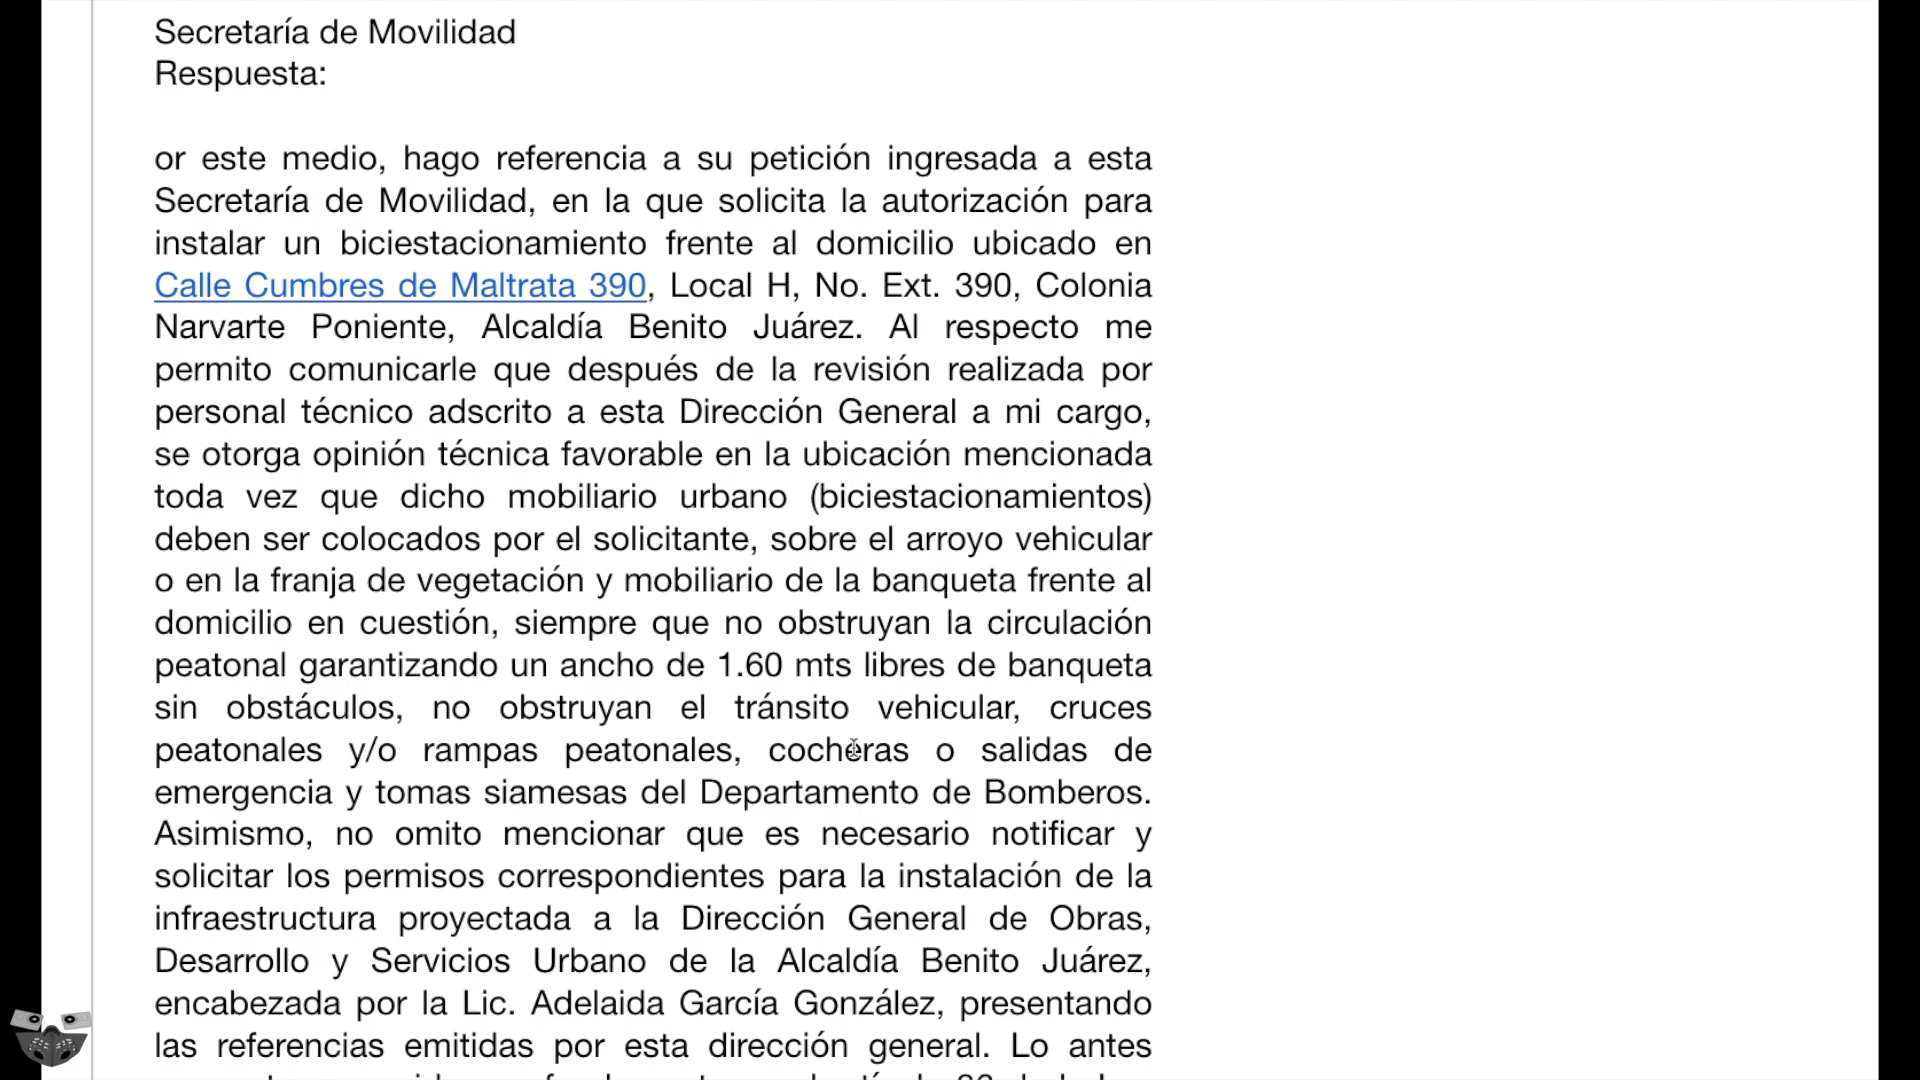 Secretaría de Movilidad
Respuesta:
or este medio, hago referencia a su petición ingresada a esta
Secretaría de Movilidad, en la que solicita la autorización para
instalar un biciestacionamiento frente al domicilio ubicado en
Calle Cumbres de Maltrata 390, Local H, No. Ext. 390, Colonia
Narvarte Poniente, Alcaldía Benito Juárez. Al respecto me
permito comunicarle que después de la revisión realizada por
personal técnico adscrito a esta Dirección General a mi cargo,
se otorga opinión técnica favorable en la ubicación mencionada
toda vez que dicho mobiliario urbano (biciestacionamientos)
deben ser colocados por el solicitante, sobre el arroyo vehicular
o en la franja de vegetación y mobiliario de la banqueta frente al
domicilio en cuestión, siempre que no obstruyan la circulación
peatonal garantizando un ancho de 1.60 mts libres de banqueta
sin obstáculos, no obstruyan el tránsito vehicular, cruces
peatonales y/o rampas peatonales, cocheras o salidas de
emergencia y tomas siamesas del Departamento de Bomberos.
Asimismo, no omito mencionar que es necesario notificar y
solicitar los permisos correspondientes para la instalación de la
infraestructura proyectada a la Dirección General de Obras,
Desarrollo y Servicios Urbano de la Alcaldía Benito Juárez,
encabezada por la Lic. Adelaida García González, presentando
las referencias emitidas por esta dirección general. Lo antes